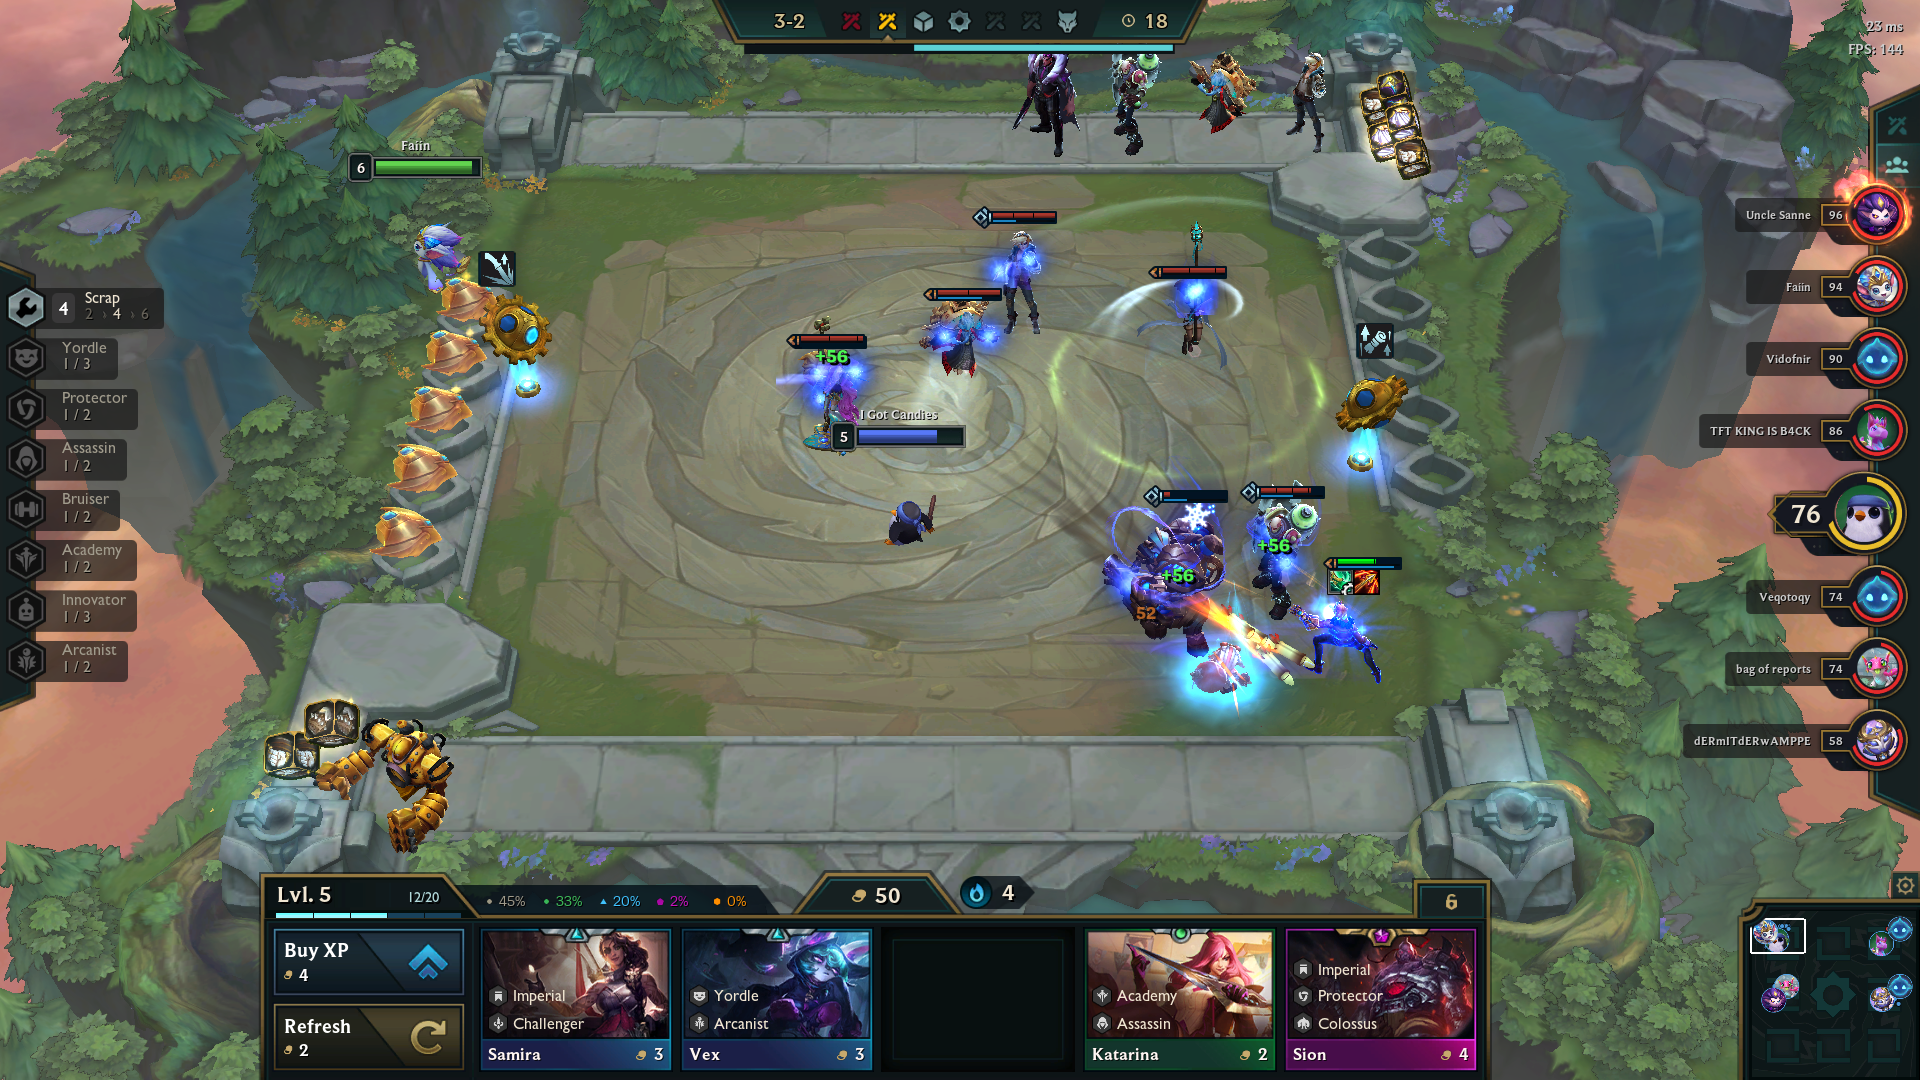 3-2
18
23 ms
FPS: 144
Faiin
6
4
Scrap
2 › 4 › 6
Yordle
1 / 3
Protector
1 / 2
Assassin
1 / 2
Bruiser
1 / 2
Academy
1 / 2
Innovator
1 / 3
Arcanist
1 / 2
+56
I Got Candies
5
+56
+56
52
Uncle Sanne 96
Faiin 94
Vidofnir 90
TFT KING IS B4CK 86
76
Veqotoqy 74
bag of reports 74
dERmITdERwAMPPE 58
Lvl. 5 12/20
45% 33% 20% 2% 0%
50
4
6
Buy XP
4
Refresh
2
Imperial
Challenger
Samira 3
Yordle
Arcanist
Vex 3
Academy
Assassin
Katarina 2
Imperial
Protector
Colossus
Sion 4